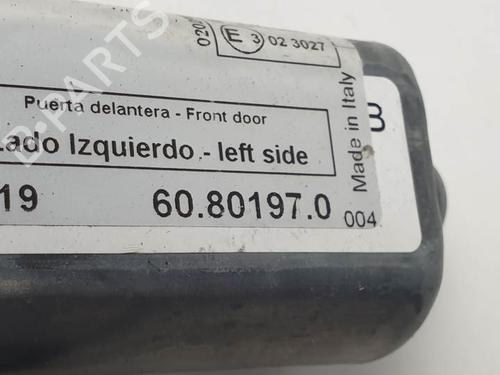 020
E 3 02 3027
Puerta delantera - Front door
Lado Izquierdo - left side
19 60.80197.0
004
Made in Italy
B
B-PARTS